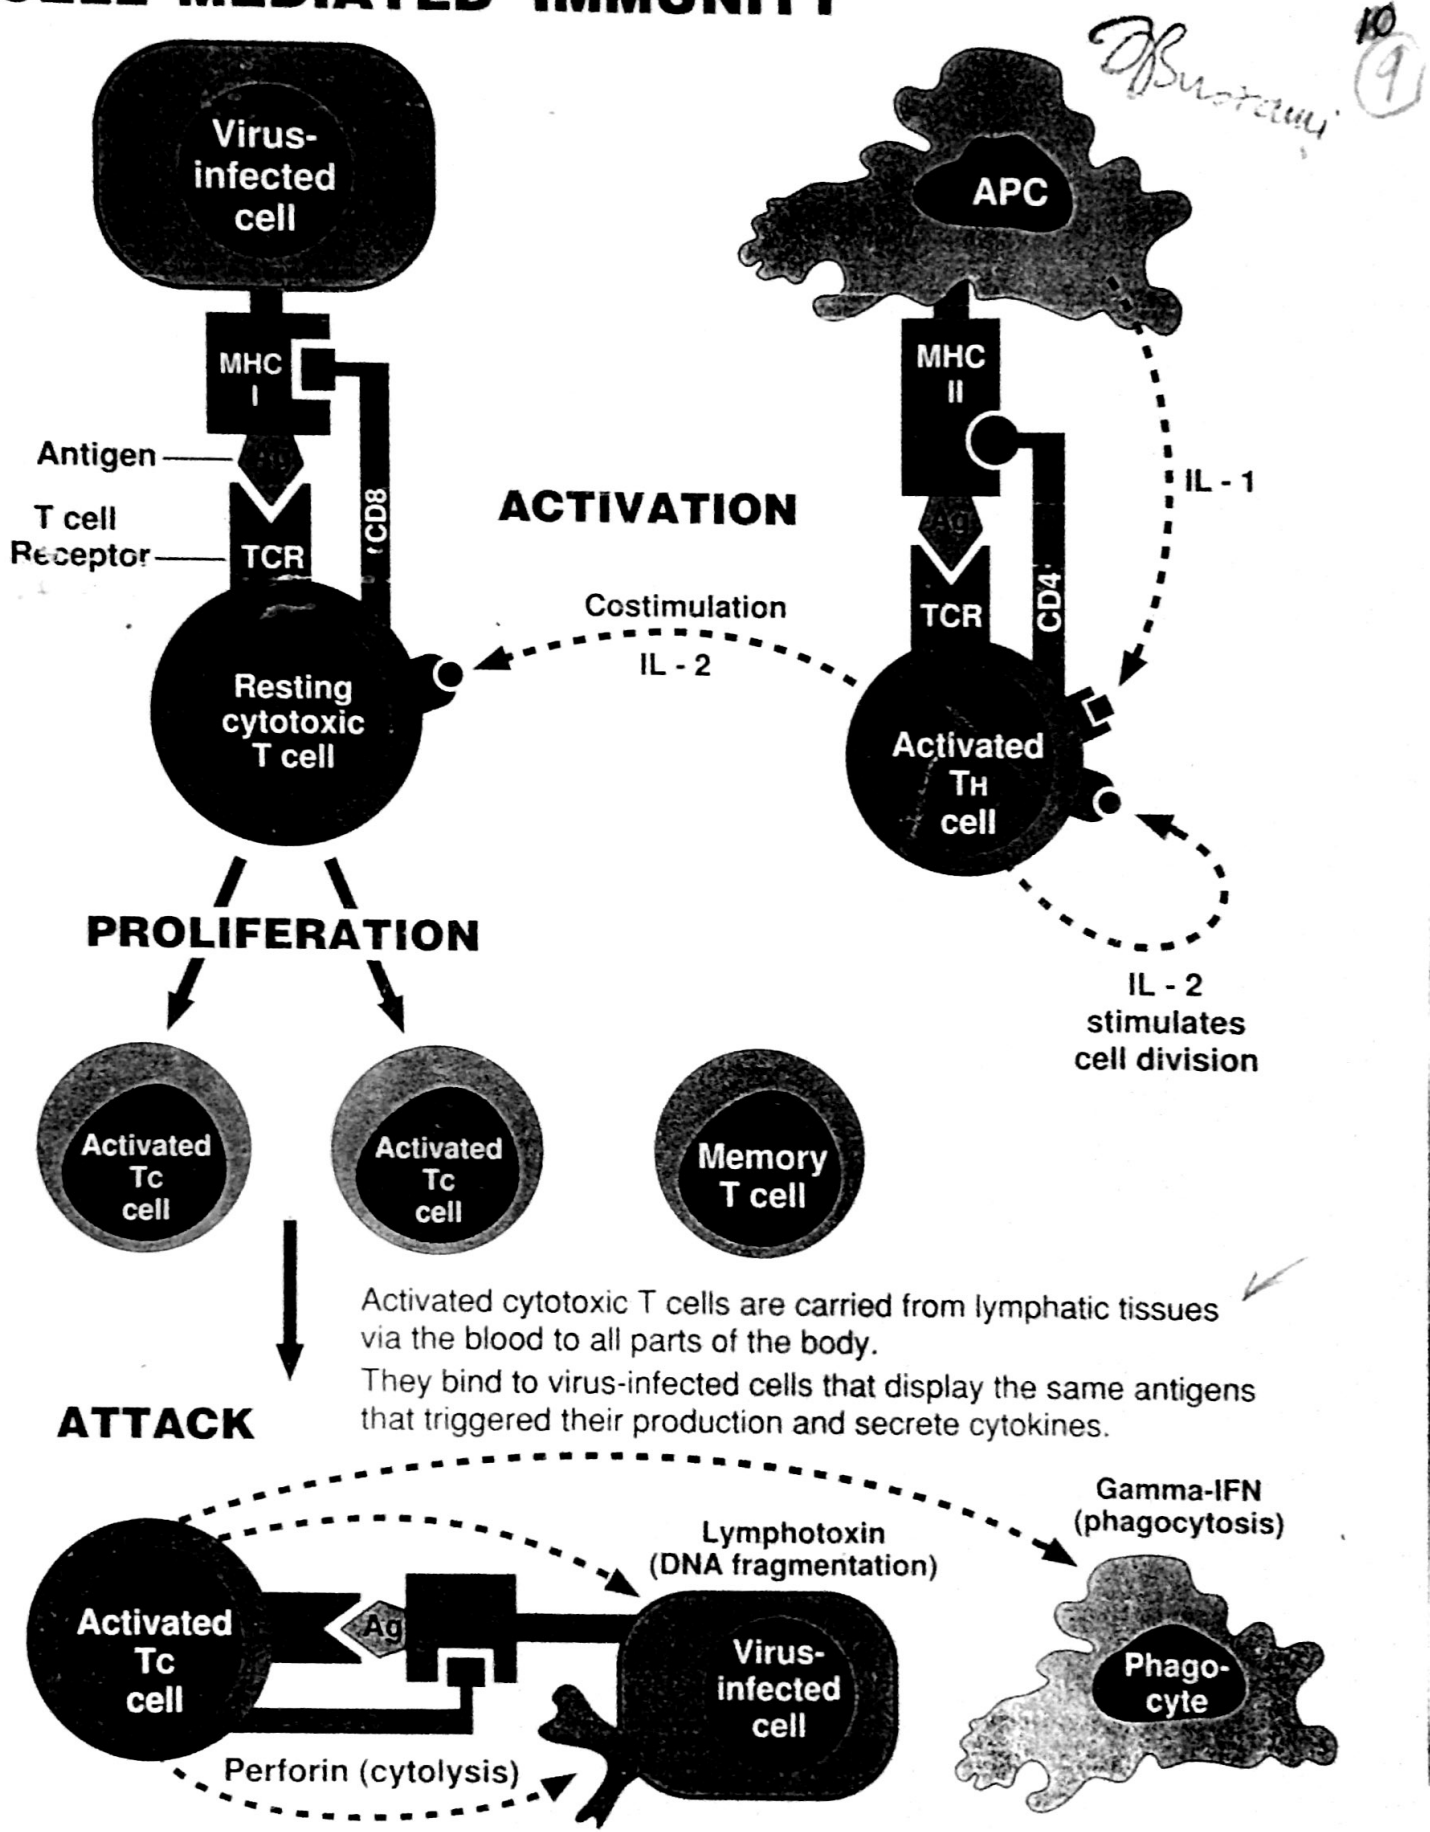 CELL MEDIATED IMMUNITY
10
9
Virus-
infected
cell
APC
MHC
I
MHC
II
Antigen
Ag
CD8
IL - 1
ACTIVATION
T cell
Receptor
TCR
Ag
CD4
Costimulation
IL - 2
TCR
Resting
cytotoxic
T cell
Activated
TH
cell
PROLIFERATION
IL - 2
stimulates
cell division
Activated
TC
cell
Activated
TC
cell
Memory
T cell
Activated cytotoxic T cells are carried from lymphatic tissues
via the blood to all parts of the body.
They bind to virus-infected cells that display the same antigens
that triggered their production and secrete cytokines.
ATTACK
Gamma-IFN
(phagocytosis)
Lymphotoxin
(DNA fragmentation)
Activated
TC
cell
Ag
Virus-
infected
cell
Phago-
cyte
Perforin (cytolysis)